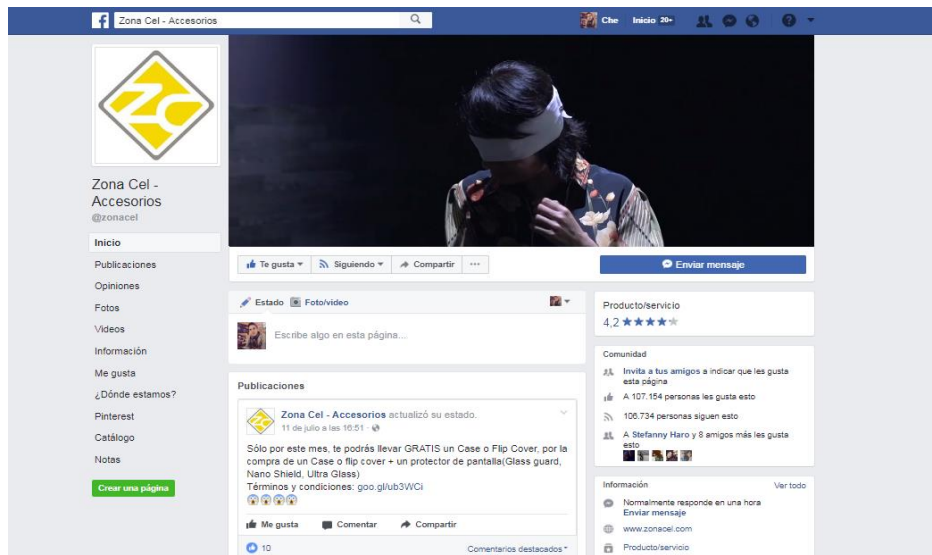 Zona Cel - Accesorios
Che Inicio 20+
ZC
Zona Cel -
Accesorios
@zonacel
Inicio
Publicaciones
Opiniones
Fotos
Videos
Información
Me gusta
¿Dónde estamos?
Pinterest
Catálogo
Notas
Crear una página
Te gusta Siguiendo Compartir ...
Enviar mensaje
Estado Foto/video
Escribe algo en esta página...
Publicaciones
Zona Cel - Accesorios actualizó su estado.
11 de julio a las 16:51 ·
Sólo por este mes, te podrás llevar GRATIS un Case o Flip Cover, por la
compra de un Case o flip cover + un protector de pantalla(Glass guard,
Nano Shield, Ultra Glass)
Términos y condiciones: goo.gl/ub3WCi
Me gusta Comentar Compartir
10 Comentarios destacados
Producto/servicio
4,2
Comunidad
Invita a tus amigos a indicar que les gusta
esta página
A 107.154 personas les gusta esto
106.734 personas siguen esto
A Stefanny Haro y 8 amigos más les gusta
esto
Información Ver todo
Normalmente responde en una hora
Enviar mensaje
www.zonacel.com
Producto/servicio